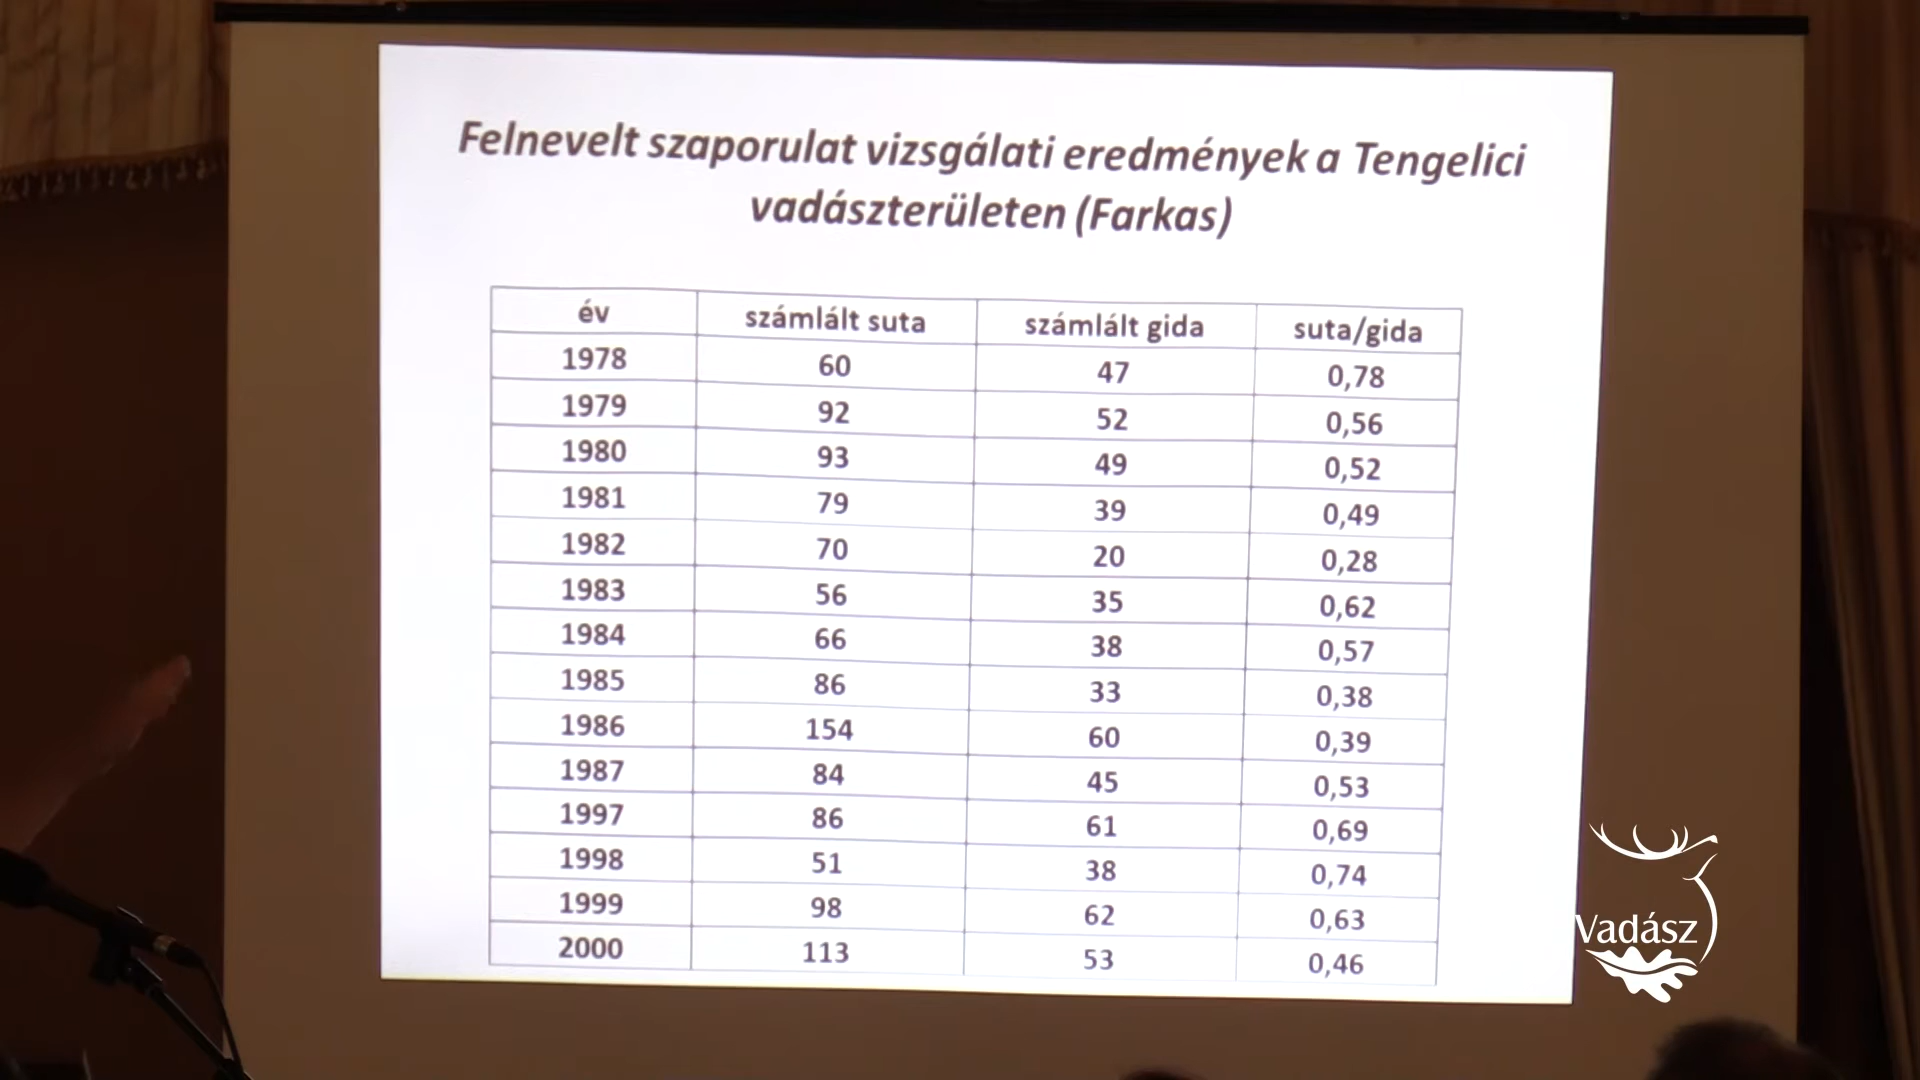 Felnevelt szaporulat vizsgálati eredmények a Tengelici
vadászterületen (Farkas)
év számlált suta számlált gida suta/gida
1978 60 47 0,78
1979 92 52 0,56
1980 93 49 0,52
1981 79 39 0,49
1982 70 20 0,28
1983 56 35 0,62
1984 66 38 0,57
1985 86 33 0,38
1986 154 60 0,39
1987 84 45 0,53
1997 86 61 0,69
1998 51 38 0,74
1999 98 62 0,63
2000 113 53 0,46
Vadász